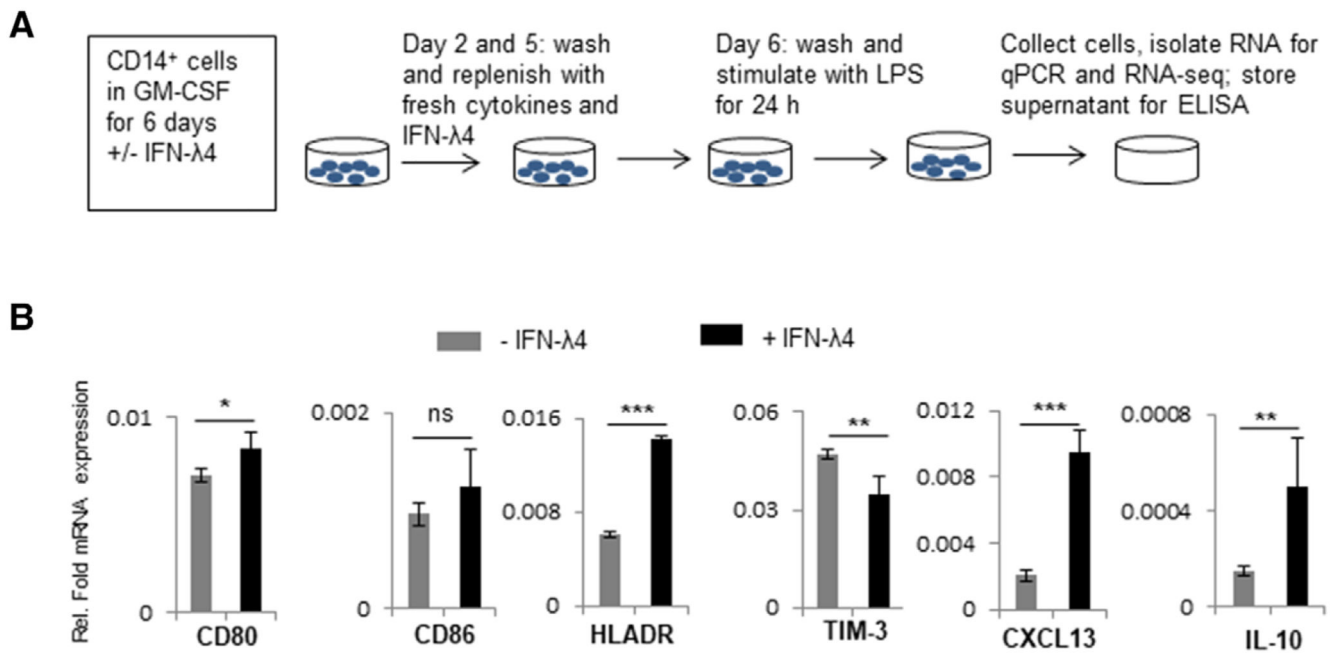 A
CD14⁺ cells
in GM-CSF
for 6 days
+/- IFN-λ4
Day 2 and 5: wash
and replenish with
fresh cytokines and
IFN-λ4
Day 6: wash and
stimulate with LPS
for 24 h
Collect cells, isolate RNA for
qPCR and RNA-seq; store
supernatant for ELISA
B
- IFN-λ4
+ IFN-λ4
Rel. Fold mRNA expression
0.01
0
*
CD80
0.002
0
ns
CD86
0.016
0.008
0
***
HLADR
0.06
0.03
0
**
TIM-3
0.012
0.008
0.004
0
***
CXCL13
0.0008
0.0004
0
**
IL-10